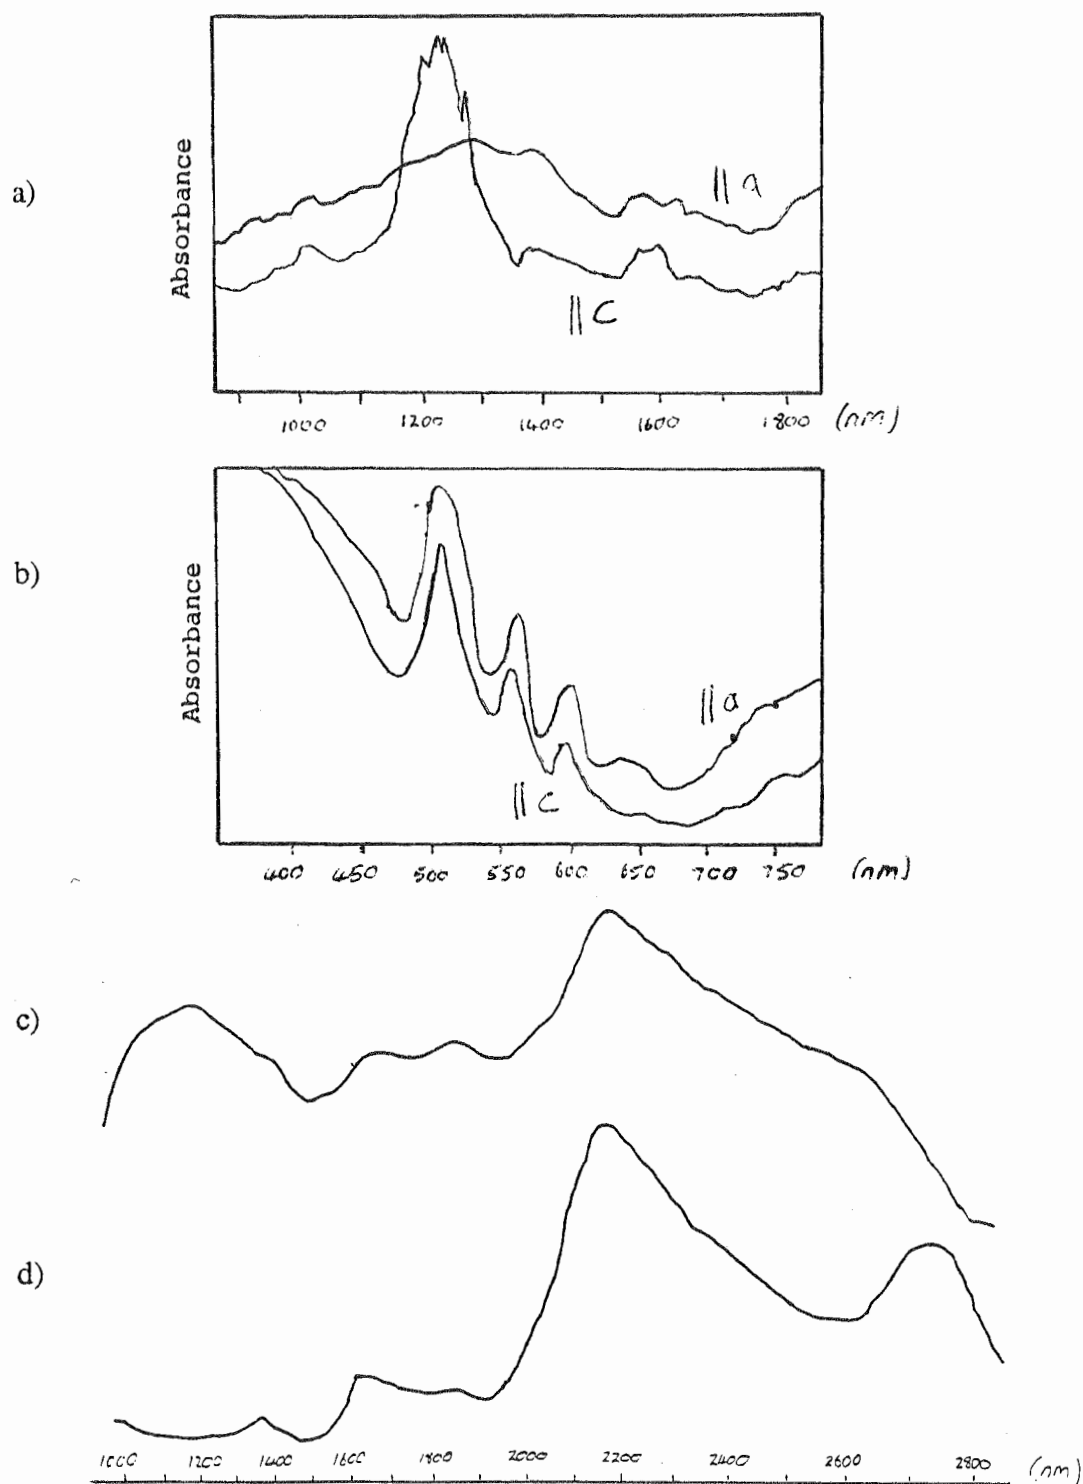 a)
Absorbance
|| a
|| C
1000 1200 1400 1600 1800 (nm)
b)
Absorbance
|| a
|| c
400 450 500 550 600 650 700 750 (nm)
c)
d)
1000 1200 1400 1600 1800 2000 2200 2400 2600 2800 (nm)